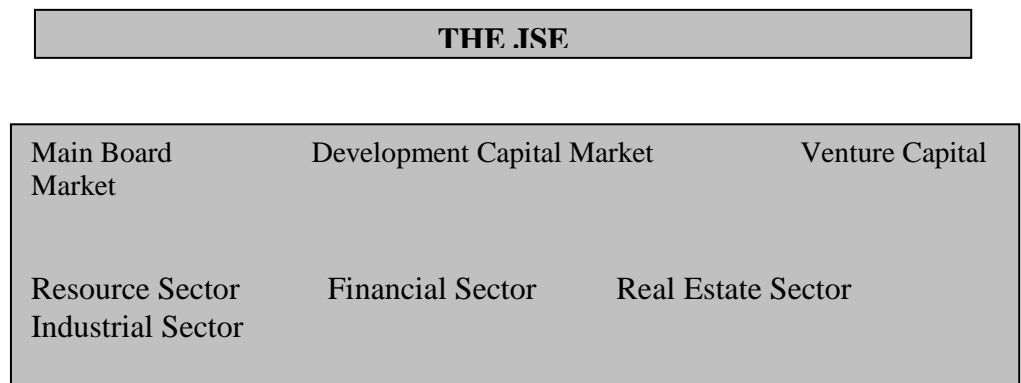 THE JSE
Main Board Development Capital Market Venture Capital
Market
Resource Sector Financial Sector Real Estate Sector
Industrial Sector